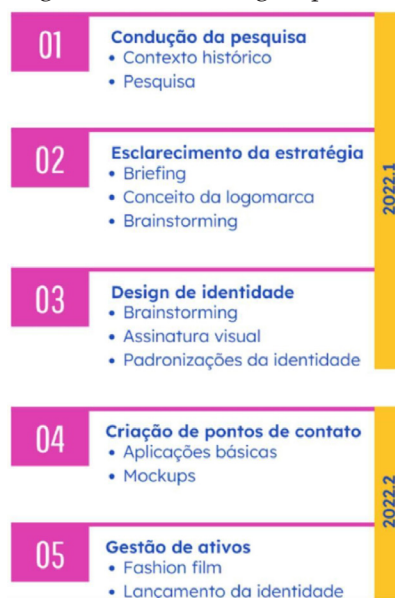 01
Condução da pesquisa
• Contexto histórico
• Pesquisa
02
Esclarecimento da estratégia
• Briefing
• Conceito da logomarca
• Brainstorming
03
Design de identidade
• Brainstorming
• Assinatura visual
• Padronizações da identidade
2022.1
04
Criação de pontos de contato
• Aplicações básicas
• Mockups
05
Gestão de ativos
• Fashion film
• Lançamento da identidade
2022.2